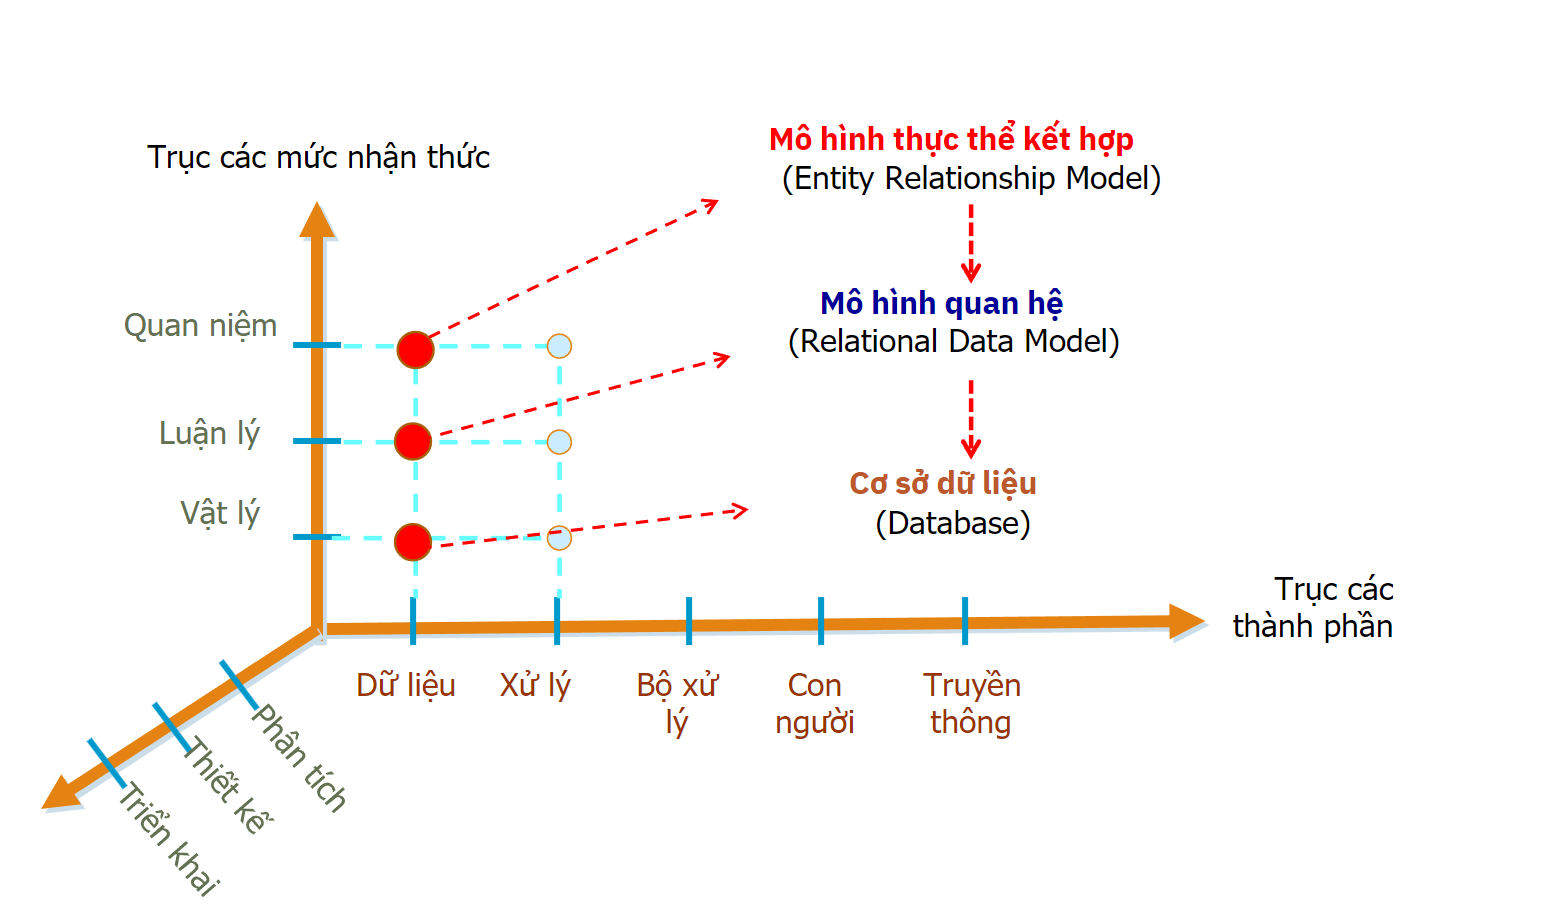 Mô hình thực thể kết hợp
Trục các mức nhận thức
(Entity Relationship Model)
Mô hình quan hệ
Quan niệm
(Relational Data Model)
Luận lý
Cơ sở dữ liệu
Vật lý
(Database)
Trục các
thành phần
Dữ liệu
Xử lý
Bộ xử
lý
Con
người
Truyền
thông
Phân tích
Thiết kế
Triển khai